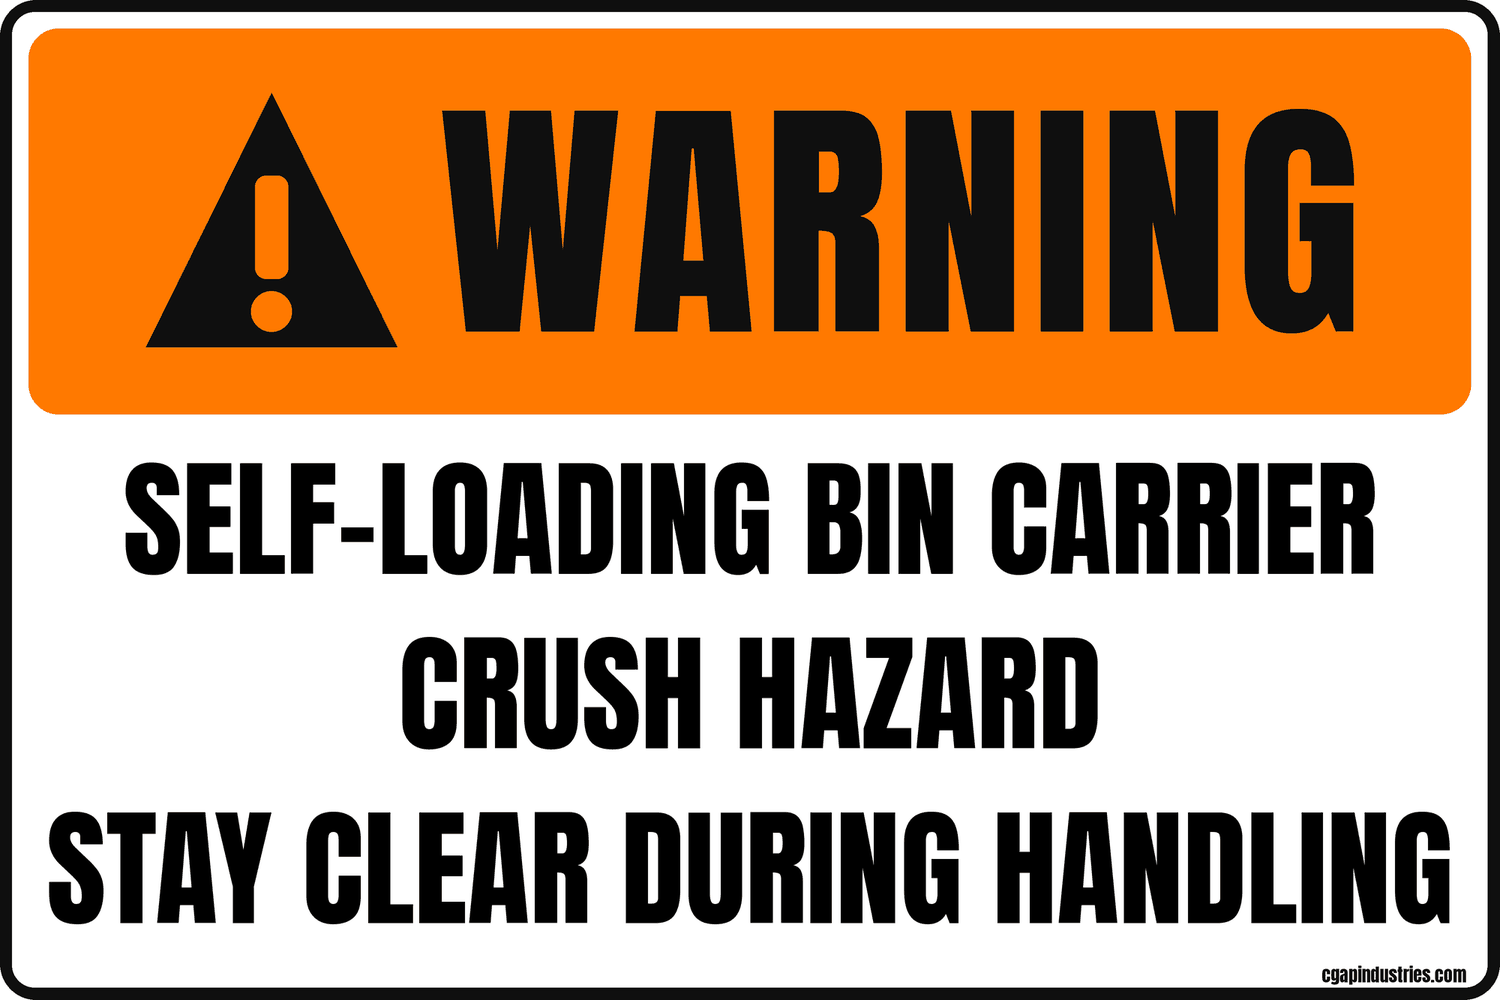 WARNING
SELF-LOADING BIN CARRIER
CRUSH HAZARD
STAY CLEAR DURING HANDLING
cgapindustries.com